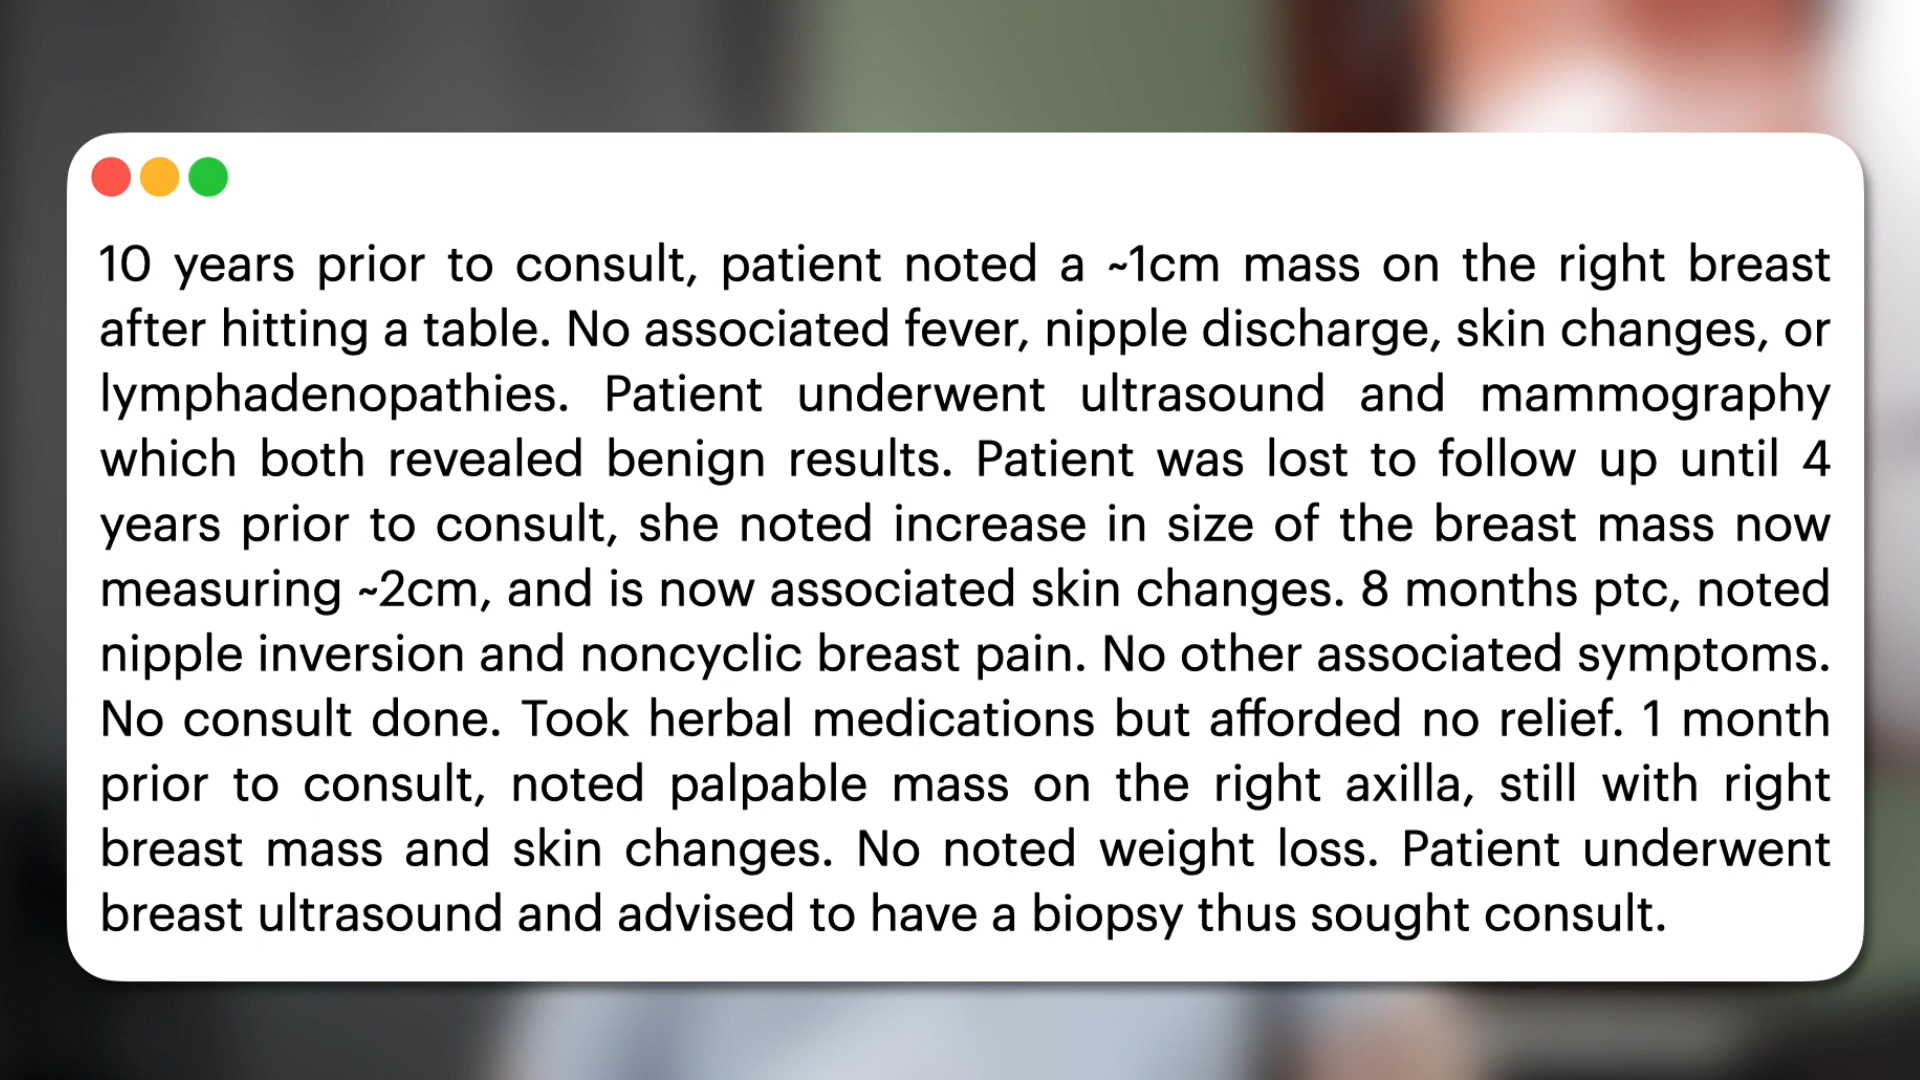 10 years prior to consult, patient noted a ~1cm mass on the right breast
after hitting a table. No associated fever, nipple discharge, skin changes, or
lymphadenopathies. Patient underwent ultrasound and mammography
which both revealed benign results. Patient was lost to follow up until 4
years prior to consult, she noted increase in size of the breast mass now
measuring ~2cm, and is now associated skin changes. 8 months ptc, noted
nipple inversion and noncyclic breast pain. No other associated symptoms.
No consult done. Took herbal medications but afforded no relief. 1 month
prior to consult, noted palpable mass on the right axilla, still with right
breast mass and skin changes. No noted weight loss. Patient underwent
breast ultrasound and advised to have a biopsy thus sought consult.